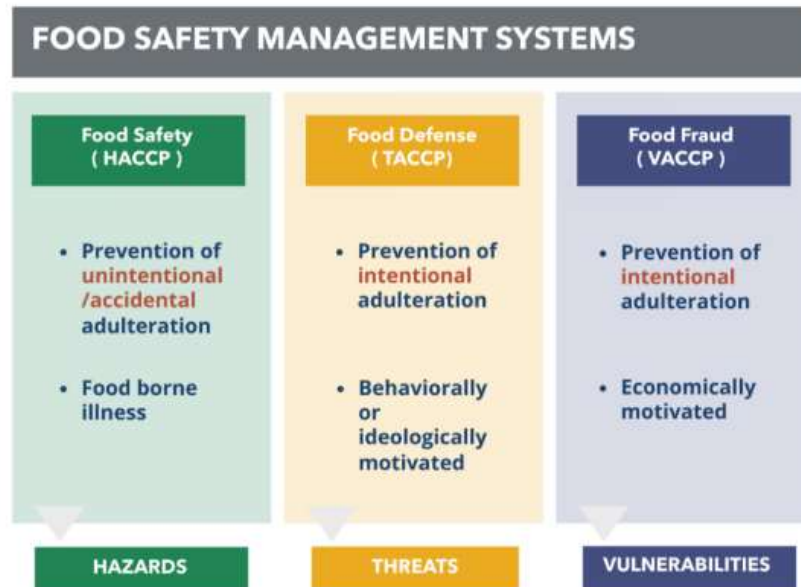 FOOD SAFETY MANAGEMENT SYSTEMS
Food Safety
( HACCP )
• Prevention of
unintentional
/accidental
adulteration
• Food borne
illness
HAZARDS
Food Defense
( TACCP)
• Prevention of
intentional
adulteration
• Behaviorally
or
ideologically
motivated
THREATS
Food Fraud
( VACCP )
• Prevention of
intentional
adulteration
• Economically
motivated
VULNERABILITIES